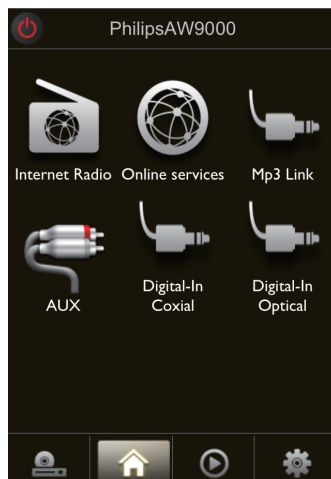 PhilipsAW9000
Internet Radio Online services Mp3 Link
AUX
Digital-In
Coxial
Digital-In
Optical